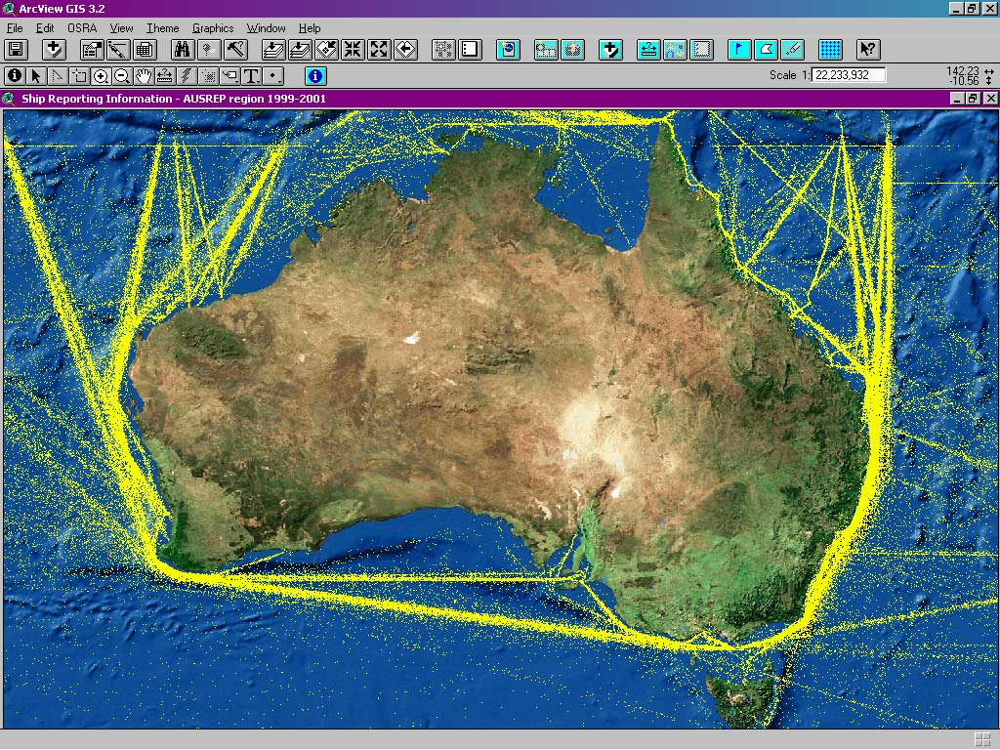 ArcView GIS 3.2
File Edit OSRA View Theme Graphics Window Help
Scale 1: 22,233,932
142.23
-10.56
Ship Reporting Information - AUSREP region 1999-2001